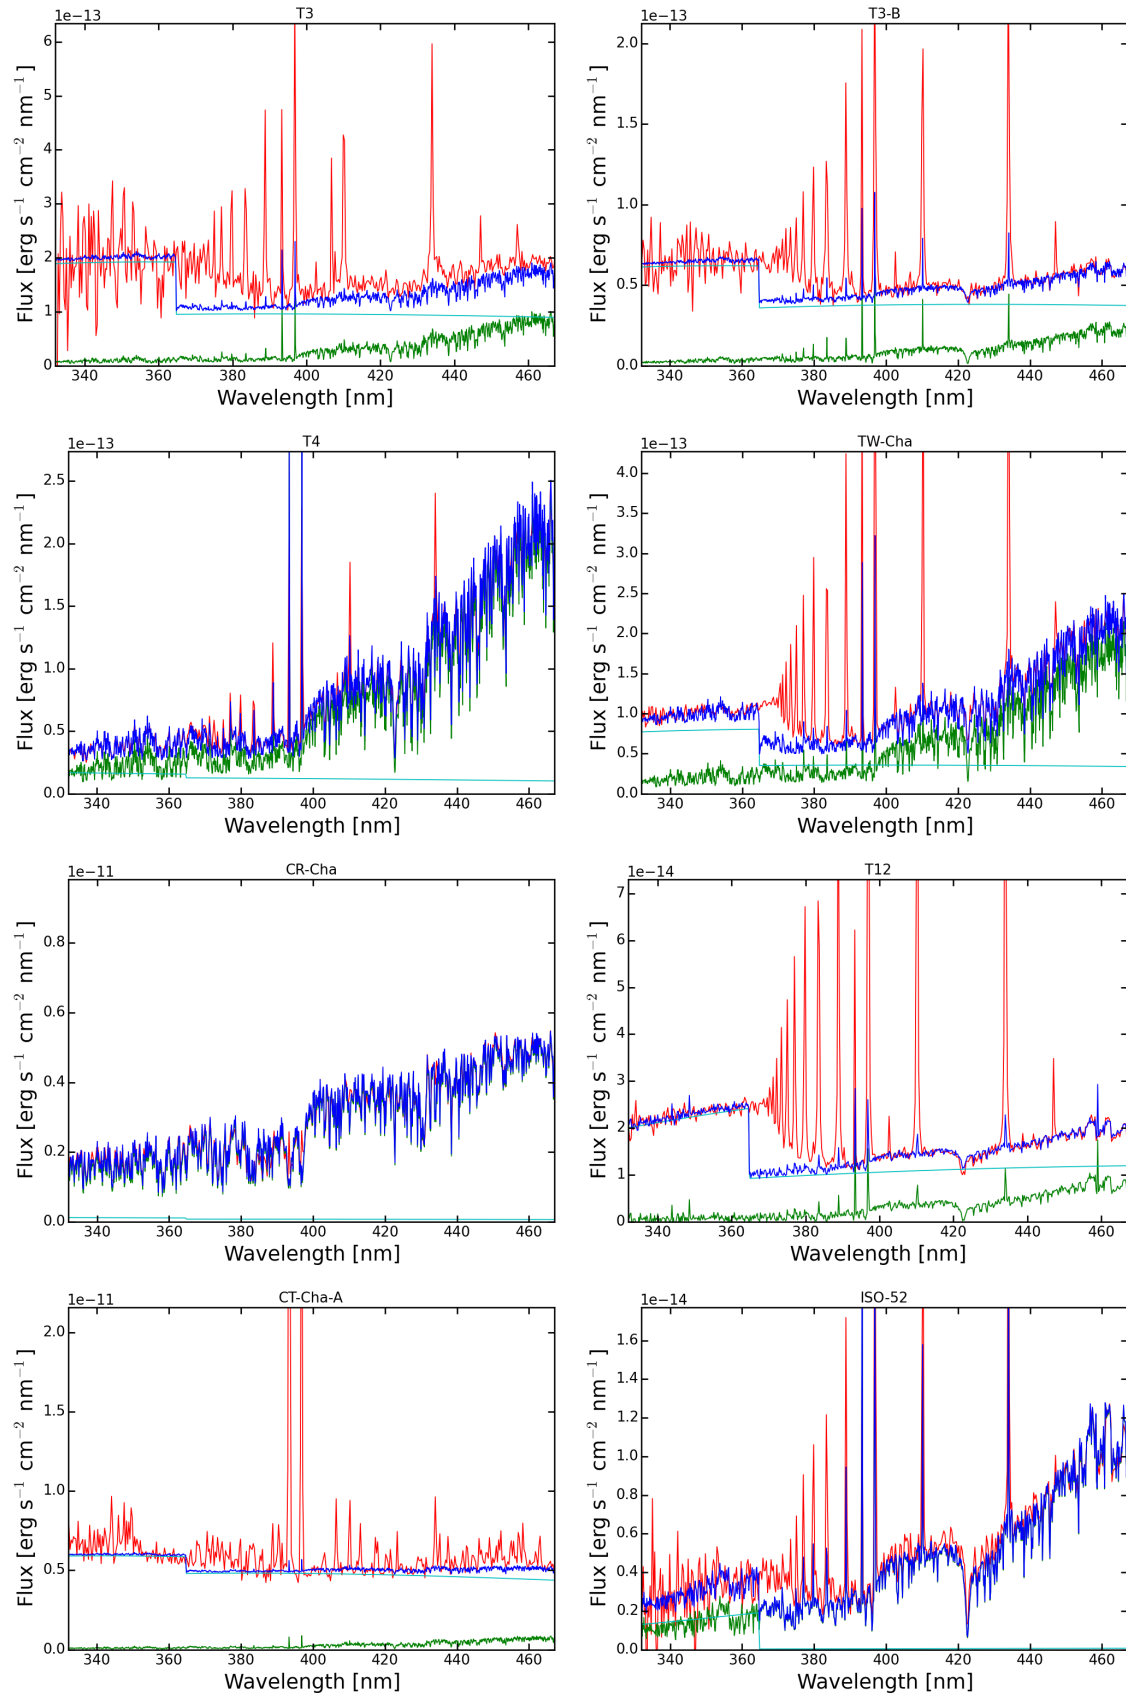 T3
1e−13
6
5
4
3
2
1
0
340 360 380 400 420 440 460
Wavelength [nm]
Flux [erg s⁻¹ cm⁻² nm⁻¹]
T3-B
1e−13
2.0
1.5
1.0
0.5
0.0
340 360 380 400 420 440 460
Wavelength [nm]
Flux [erg s⁻¹ cm⁻² nm⁻¹]
T4
1e−13
2.5
2.0
1.5
1.0
0.5
0.0
340 360 380 400 420 440 460
Wavelength [nm]
Flux [erg s⁻¹ cm⁻² nm⁻¹]
TW-Cha
1e−13
4.0
3.5
3.0
2.5
2.0
1.5
1.0
0.5
0.0
340 360 380 400 420 440 460
Wavelength [nm]
Flux [erg s⁻¹ cm⁻² nm⁻¹]
CR-Cha
1e−11
0.8
0.6
0.4
0.2
0.0
340 360 380 400 420 440 460
Wavelength [nm]
Flux [erg s⁻¹ cm⁻² nm⁻¹]
T12
1e−14
7
6
5
4
3
2
1
0
340 360 380 400 420 440 460
Wavelength [nm]
Flux [erg s⁻¹ cm⁻² nm⁻¹]
CT-Cha-A
1e−11
2.0
1.5
1.0
0.5
0.0
340 360 380 400 420 440 460
Wavelength [nm]
Flux [erg s⁻¹ cm⁻² nm⁻¹]
ISO-52
1e−14
1.6
1.4
1.2
1.0
0.8
0.6
0.4
0.2
0.0
340 360 380 400 420 440 460
Wavelength [nm]
Flux [erg s⁻¹ cm⁻² nm⁻¹]